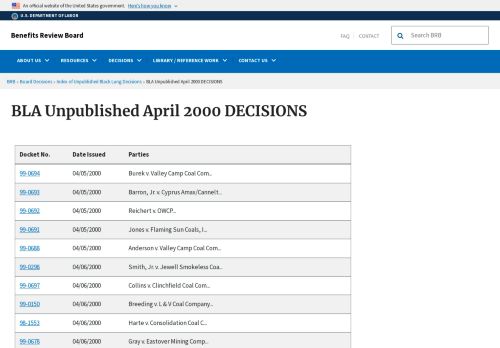 An official website of the United States government. Here's how you know
U.S. DEPARTMENT OF LABOR
Benefits Review Board
FAQ CONTACT Search BRB
ABOUT US RESOURCES DECISIONS LIBRARY / REFERENCE WORK CONTACT US
BRB » Board Decisions » Index of Unpublished Black Lung Decisions » BLA Unpublished April 2000 DECISIONS
BLA Unpublished April 2000 DECISIONS
Docket No. Date Issued Parties
99-0694 04/05/2000 Burek v. Valley Camp Coal Com...
99-0693 04/05/2000 Barron, Jr. v. Cyprus Amax/Cannelt...
99-0692 04/05/2000 Reichert v. OWCP...
99-0691 04/05/2000 Jones v. Flaming Sun Coals, I...
99-0688 04/05/2000 Anderson v. Valley Camp Coal Com...
99-0298 04/06/2000 Smith, Jr. v. Jewell Smokeless Coa...
99-0697 04/06/2000 Collins v. Clinchfield Coal Com...
99-0150 04/06/2000 Breeding v. L & V Coal Company...
98-1553 04/06/2000 Harte v. Consolidation Coal C...
99-0678 04/06/2000 Gray v. Eastover Mining Comp...